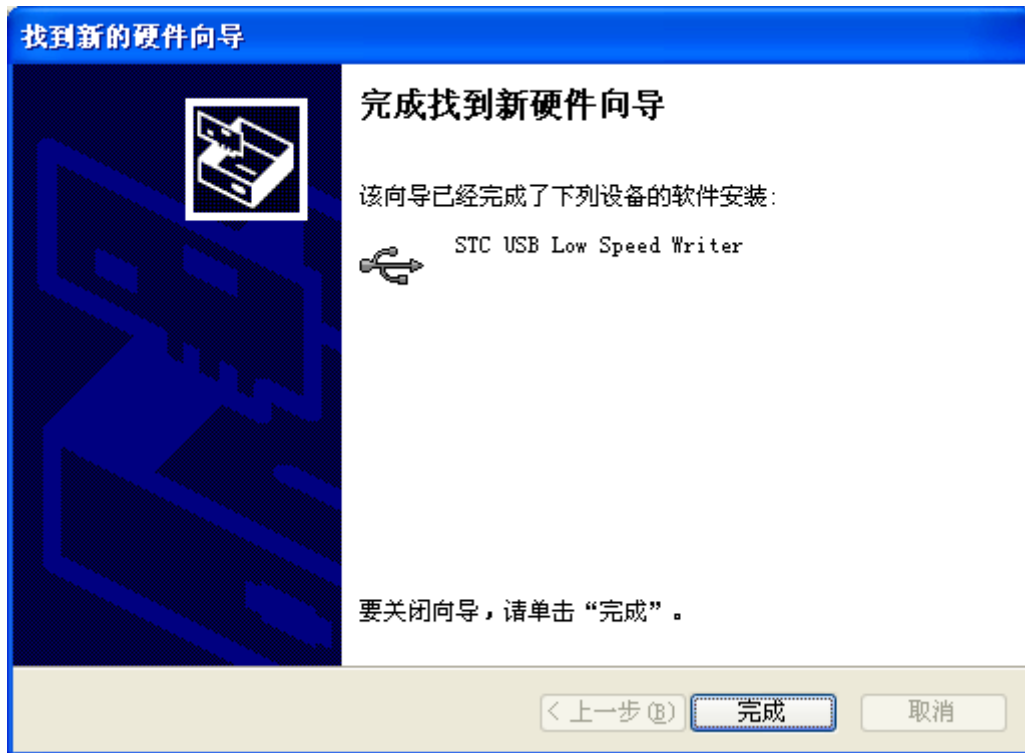 找到新的硬件向导
完成找到新硬件向导
该向导已经完成了下列设备的软件安装:
STC USB Low Speed Writer
要关闭向导，请单击“完成”。
< 上一步(B)
完成
取消